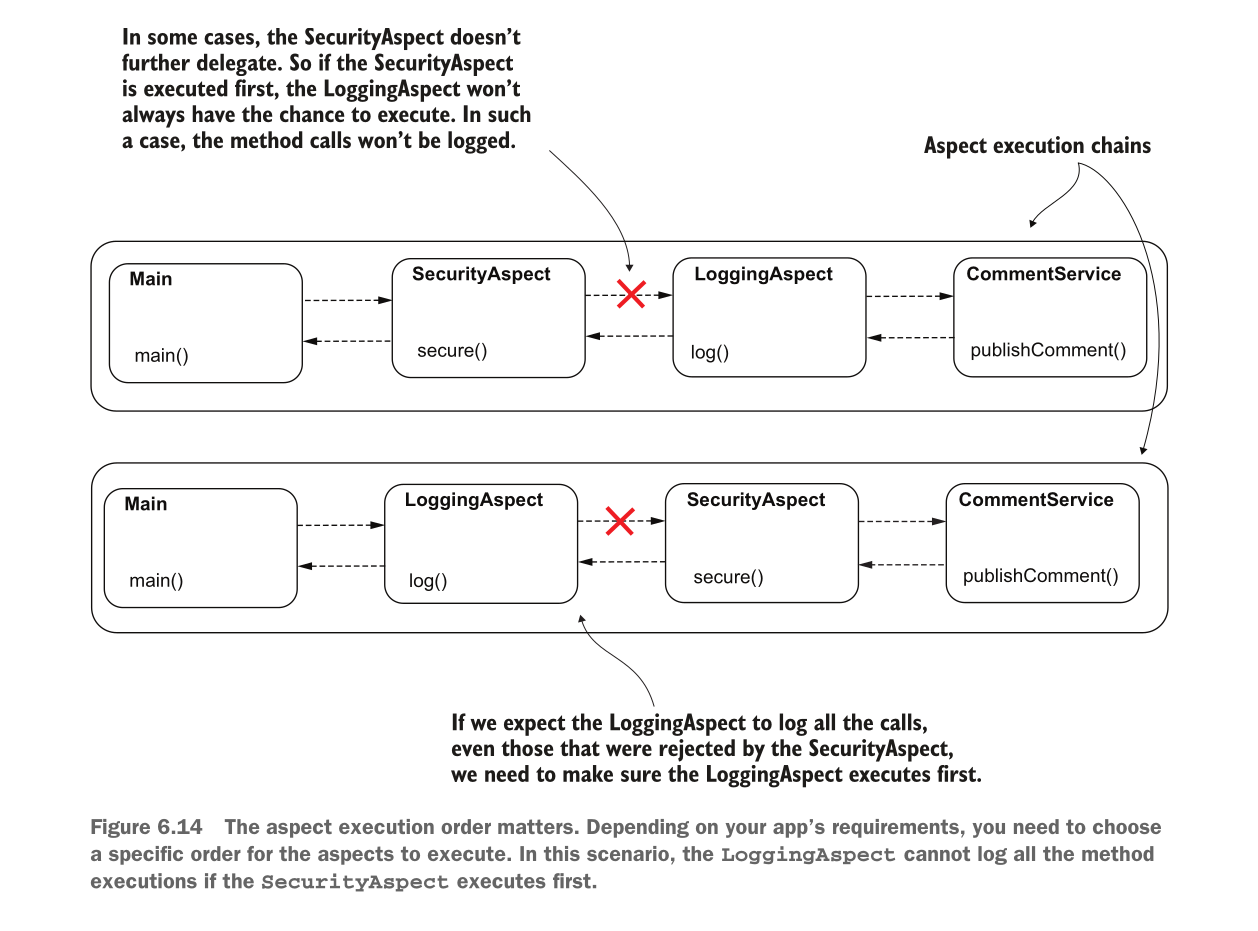 In some cases, the SecurityAspect doesn't
further delegate. So if the SecurityAspect
is executed first, the LoggingAspect won't
always have the chance to execute. In such
a case, the method calls won't be logged.
Aspect execution chains
Main
SecurityAspect
LoggingAspect
CommentService
main()
secure()
log()
publishComment()
Main
LoggingAspect
SecurityAspect
CommentService
main()
log()
secure()
publishComment()
If we expect the LoggingAspect to log all the calls,
even those that were rejected by the SecurityAspect,
we need to make sure the LoggingAspect executes first.
Figure 6.14 The aspect execution order matters. Depending on your app's requirements, you need to choose
a specific order for the aspects to execute. In this scenario, the LoggingAspect cannot log all the method
executions if the SecurityAspect executes first.